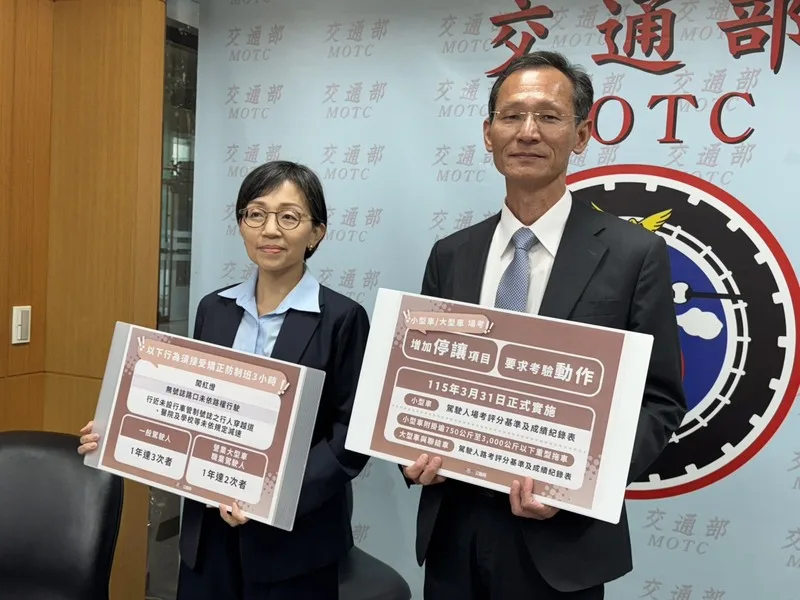 交通部
MOTC
以下行為須接受矯正防制班3小時
闖紅燈
無號誌路口未依路權行駛
行近未設行車管制號誌之行人穿越道
、醫院及學校等未依規定減速
一般駕駛人
1年達3次者
營業大型車
職業駕駛人
1年達2次者
小型車/大型車 場考
增加停讓項目
要求考驗動作
115年3月31日正式實施
小型車
駕駛人場考評分基準及成績紀錄表
小型車附掛逾750公斤至3,000公斤以下重型拖車
大型車與聯結車
駕駛人路考評分基準及成績紀錄表